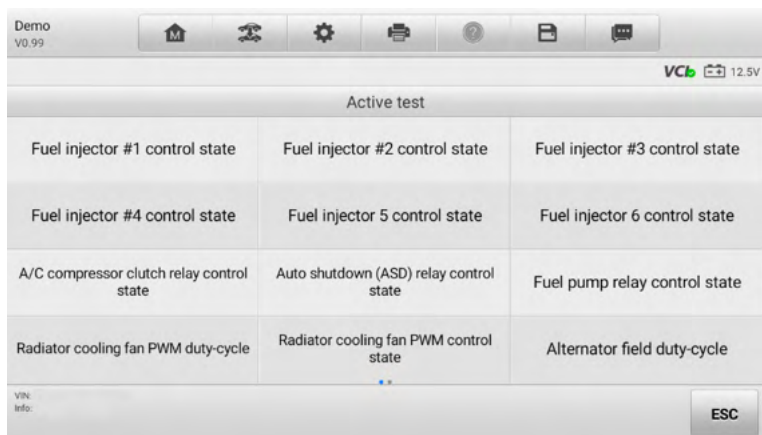 Demo
V0.99
M
?
VCI
12.5V
Active test
Fuel injector #1 control state
Fuel injector #2 control state
Fuel injector #3 control state
Fuel injector #4 control state
Fuel injector 5 control state
Fuel injector 6 control state
A/C compressor clutch relay control
state
Auto shutdown (ASD) relay control
state
Fuel pump relay control state
Radiator cooling fan PWM duty-cycle
Radiator cooling fan PWM control
state
Alternator field duty-cycle
VIN:
Info:
ESC